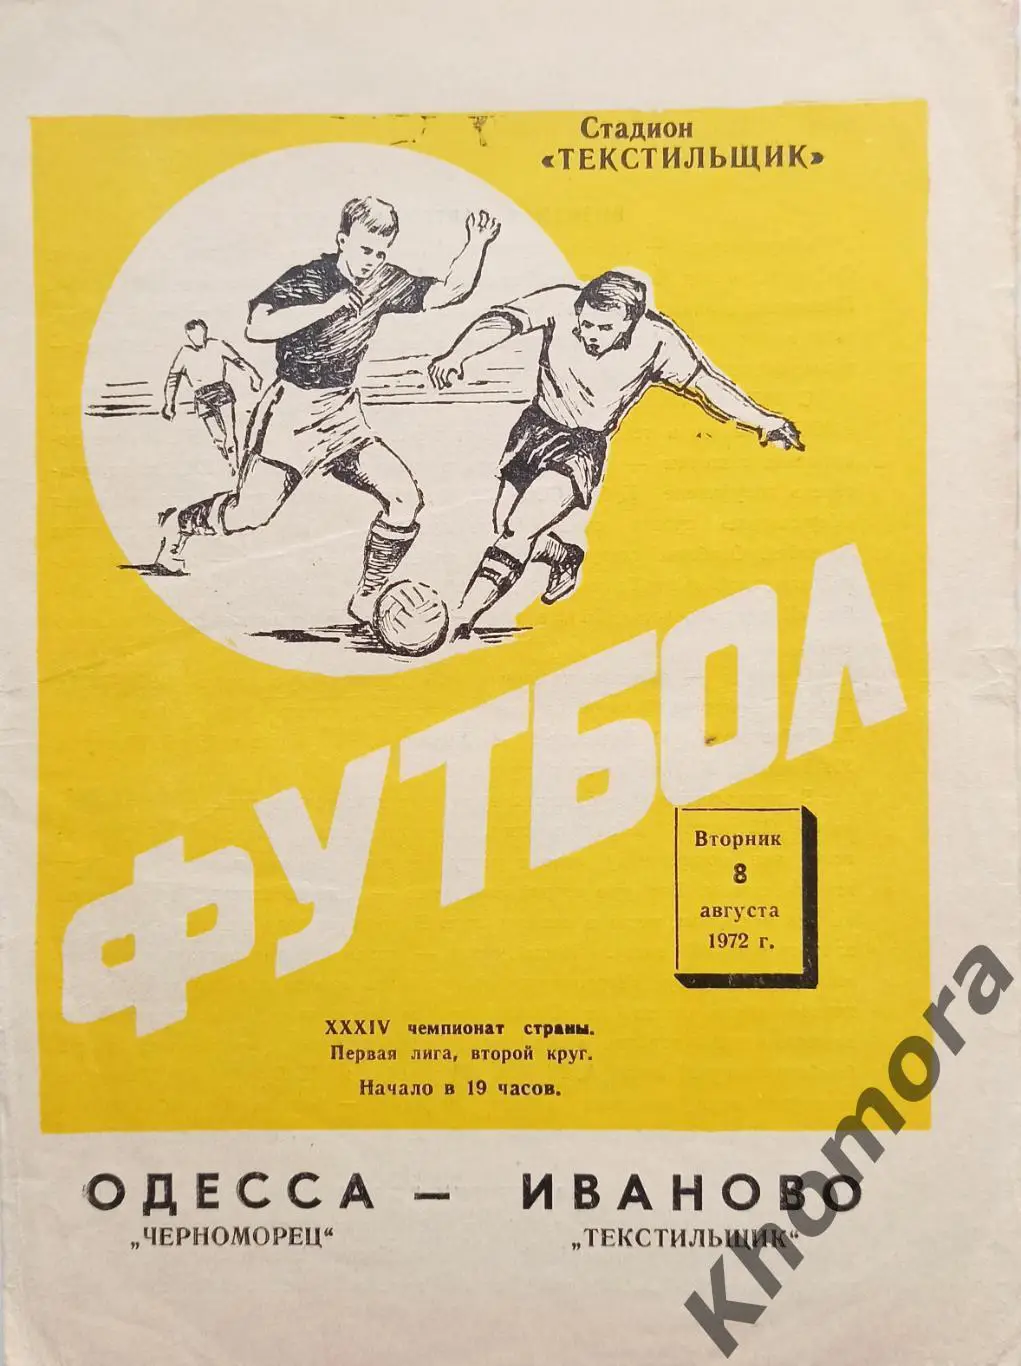 Стадион
«ТЕКСТИЛЬЩИК»
ФУТБОЛ
Вторник
8
августа
1972 г.
XXXIV чемпионат страны.
Первая лига, второй круг.
Начало в 19 часов.
ОДЕССА — ИВАНОВО
„ЧЕРНОМОРЕЦ“ „ТЕКСТИЛЬЩИК“
Khomora